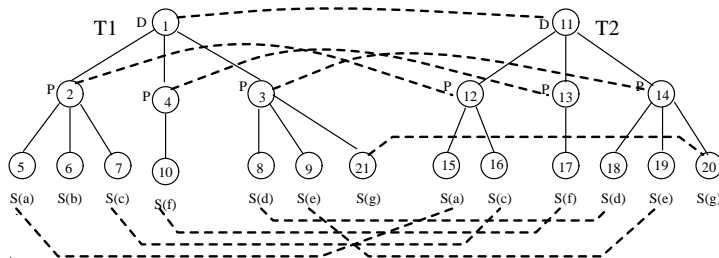 T1 D 1 D 11 T2
P 2 P 4 3 P 12 P 13 P 14 P
5 6 7 10 8 9 21 15 16 17 18 19 20
S(a) S(b) S(c) S(f) S(d) S(e) S(g) S(a) S(c) S(f) S(d) S(e) S(g)